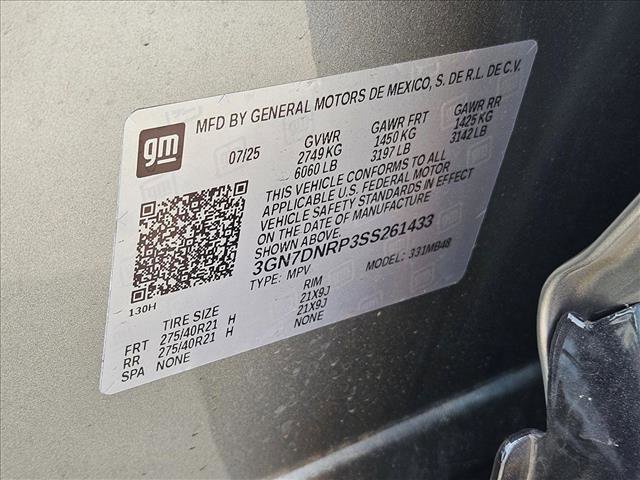 gm
MFD BY GENERAL MOTORS DE MEXICO, S. DE R.L. DE C.V.
07/25 GVWR GAWR FRT GAWR RR
2749 KG 1450 KG 1425 KG
6060 LB 3197 LB 3142 LB
THIS VEHICLE CONFORMS TO ALL
APPLICABLE U.S. FEDERAL MOTOR
VEHICLE SAFETY STANDARDS IN EFFECT
ON THE DATE OF MANUFACTURE
SHOWN ABOVE.
3GN7DNRP3SS261433
TYPE: MPV MODEL: 331MB48
130H
TIRE SIZE RIM
FRT 275/40R21 H 21X9J
RR 275/40R21 H 21X9J
SPA NONE NONE